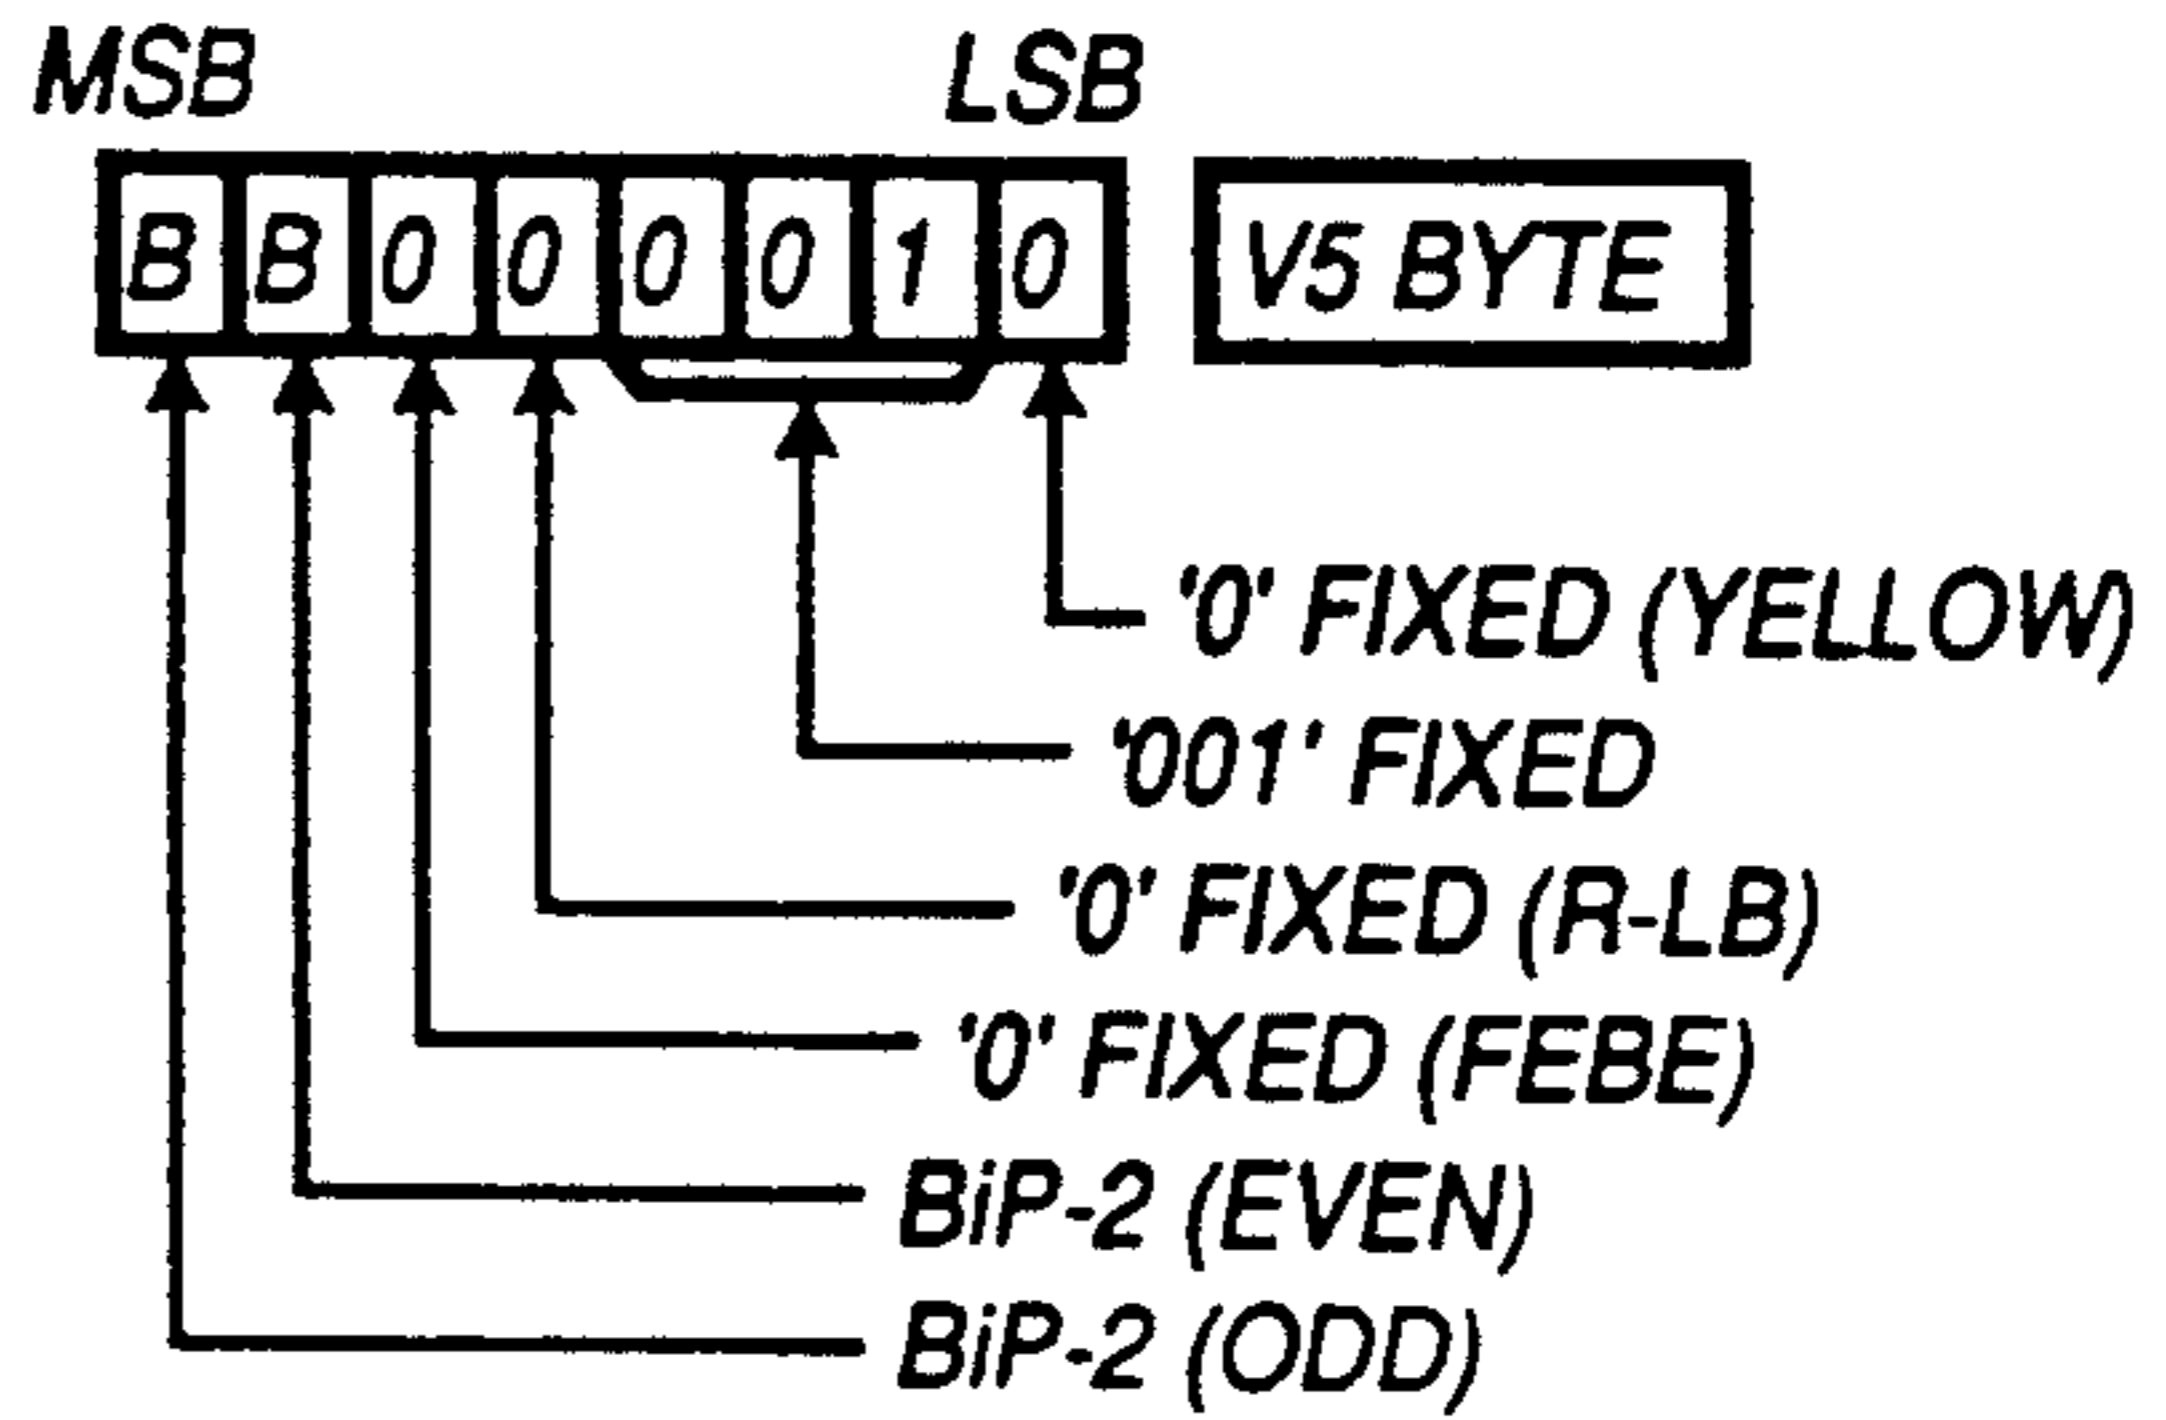 MSB LSB
B B 0 0 0 0 1 0 V5 BYTE
'0' FIXED (YELLOW)
'001' FIXED
'0' FIXED (R-LB)
'0' FIXED (FEBE)
BiP-2 (EVEN)
BiP-2 (ODD)